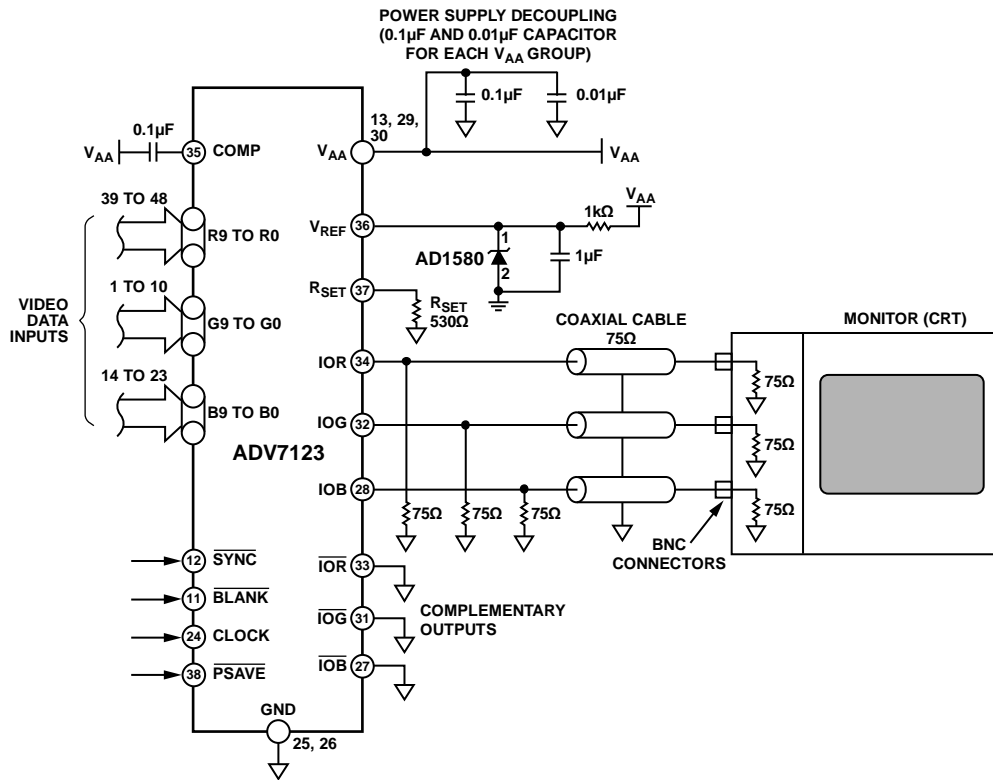 POWER SUPPLY DECOUPLING
(0.1µF AND 0.01µF CAPACITOR
FOR EACH VAA GROUP)
0.1µF
0.01µF
13, 29,
30
0.1µF
VAA
35
COMP
VAA
VAA
39 TO 48
R9 TO R0
VREF
36
1kΩ
VAA
AD1580
1
2
1µF
VIDEO
DATA
INPUTS
1 TO 10
G9 TO G0
RSET
37
RSET
530Ω
COAXIAL CABLE
75Ω
MONITOR (CRT)
14 TO 23
B9 TO B0
IOR
34
75Ω
IOG
32
75Ω
ADV7123
IOB
28
75Ω
75Ω
75Ω
75Ω
BNC
CONNECTORS
12
SYNC
IOR
33
11
BLANK
IOG
31
COMPLEMENTARY
OUTPUTS
24
CLOCK
38
PSAVE
IOB
27
GND
25, 26